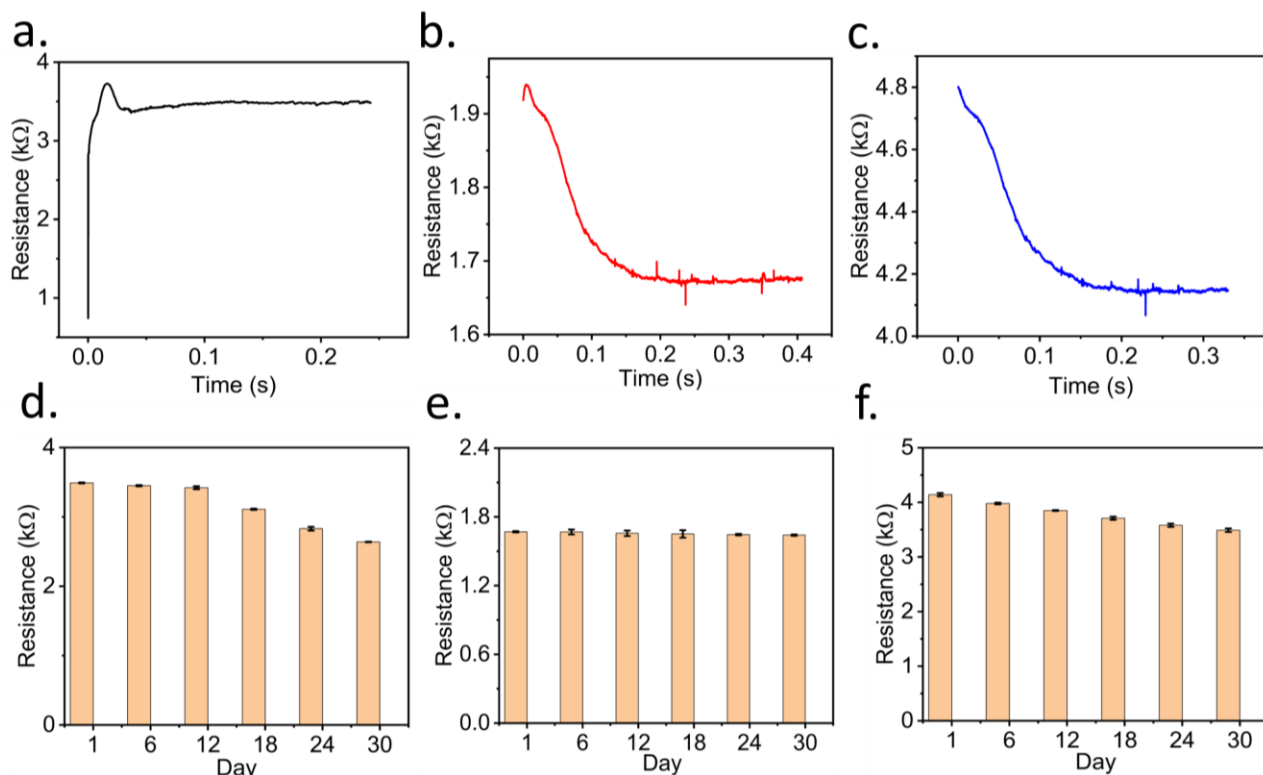 a.
Resistance (kΩ)
4
3
2
1
0.0 0.1 0.2
Time (s)
b.
Resistance (kΩ)
1.9
1.8
1.7
1.6
0.0 0.1 0.2 0.3 0.4
Time (s)
c.
Resistance (kΩ)
4.8
4.6
4.4
4.2
4.0
0.0 0.1 0.2 0.3
Time (s)
d.
Resistance (kΩ)
4
2
0
1 6 12 18 24 30
Day
e.
Resistance (kΩ)
2.4
1.8
1.2
0.6
0.0
1 6 12 18 24 30
Day
f.
Resistance (kΩ)
5
4
3
2
1
0
1 6 12 18 24 30
Day